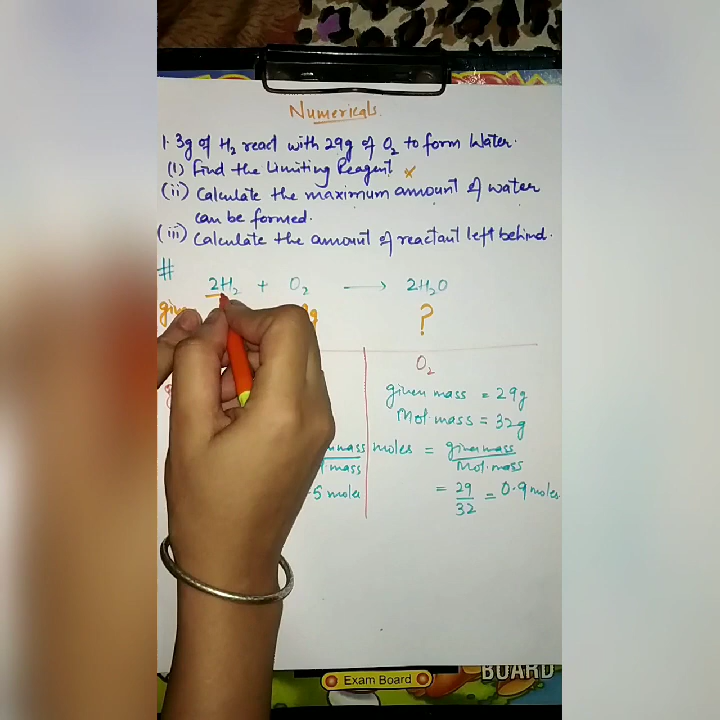 Numericals.
1. 3g of H2 react with 29g of O2 to form Water.
(1) Find the Limiting Reagent x
(ii) Calculate the maximum amount of water
can be formed.
(iii) Calculate the amount of reactant left behind.
#
2H2 + O2 → 2H2O
?
O2
given mass = 29g
Mol. mass = 32g
moles = given mass
Mol. mass
= 29 = 0.9 moles
32
5 moles
Exam Board
BOARD